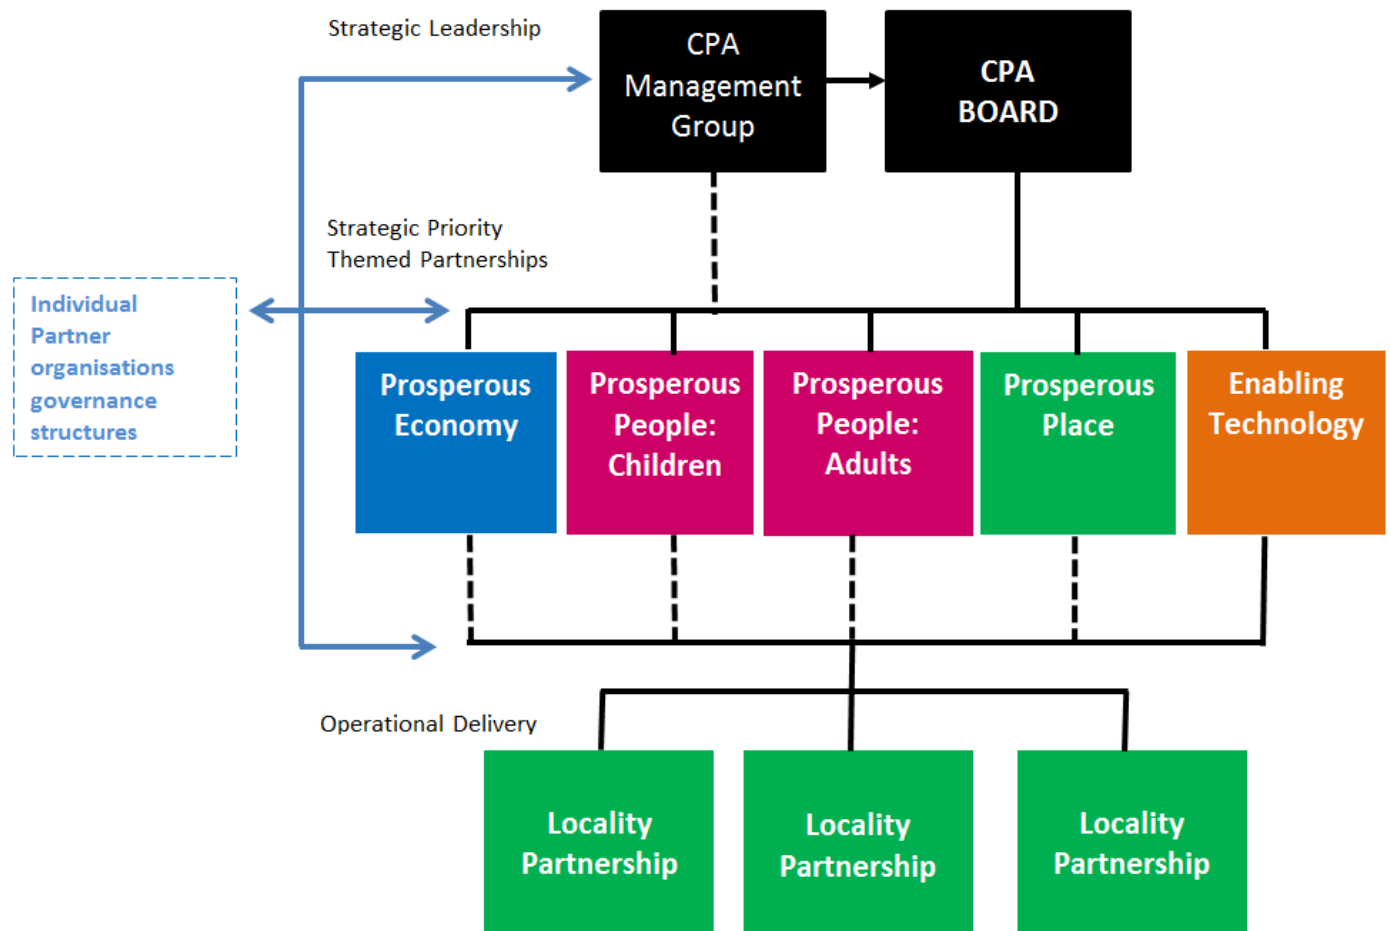 Strategic Leadership
CPA
Management
Group
CPA
BOARD
Strategic Priority
Themed Partnerships
Individual
Partner
organisations
governance
structures
Prosperous
Economy
Prosperous
People:
Children
Prosperous
People:
Adults
Prosperous
Place
Enabling
Technology
Operational Delivery
Locality
Partnership
Locality
Partnership
Locality
Partnership